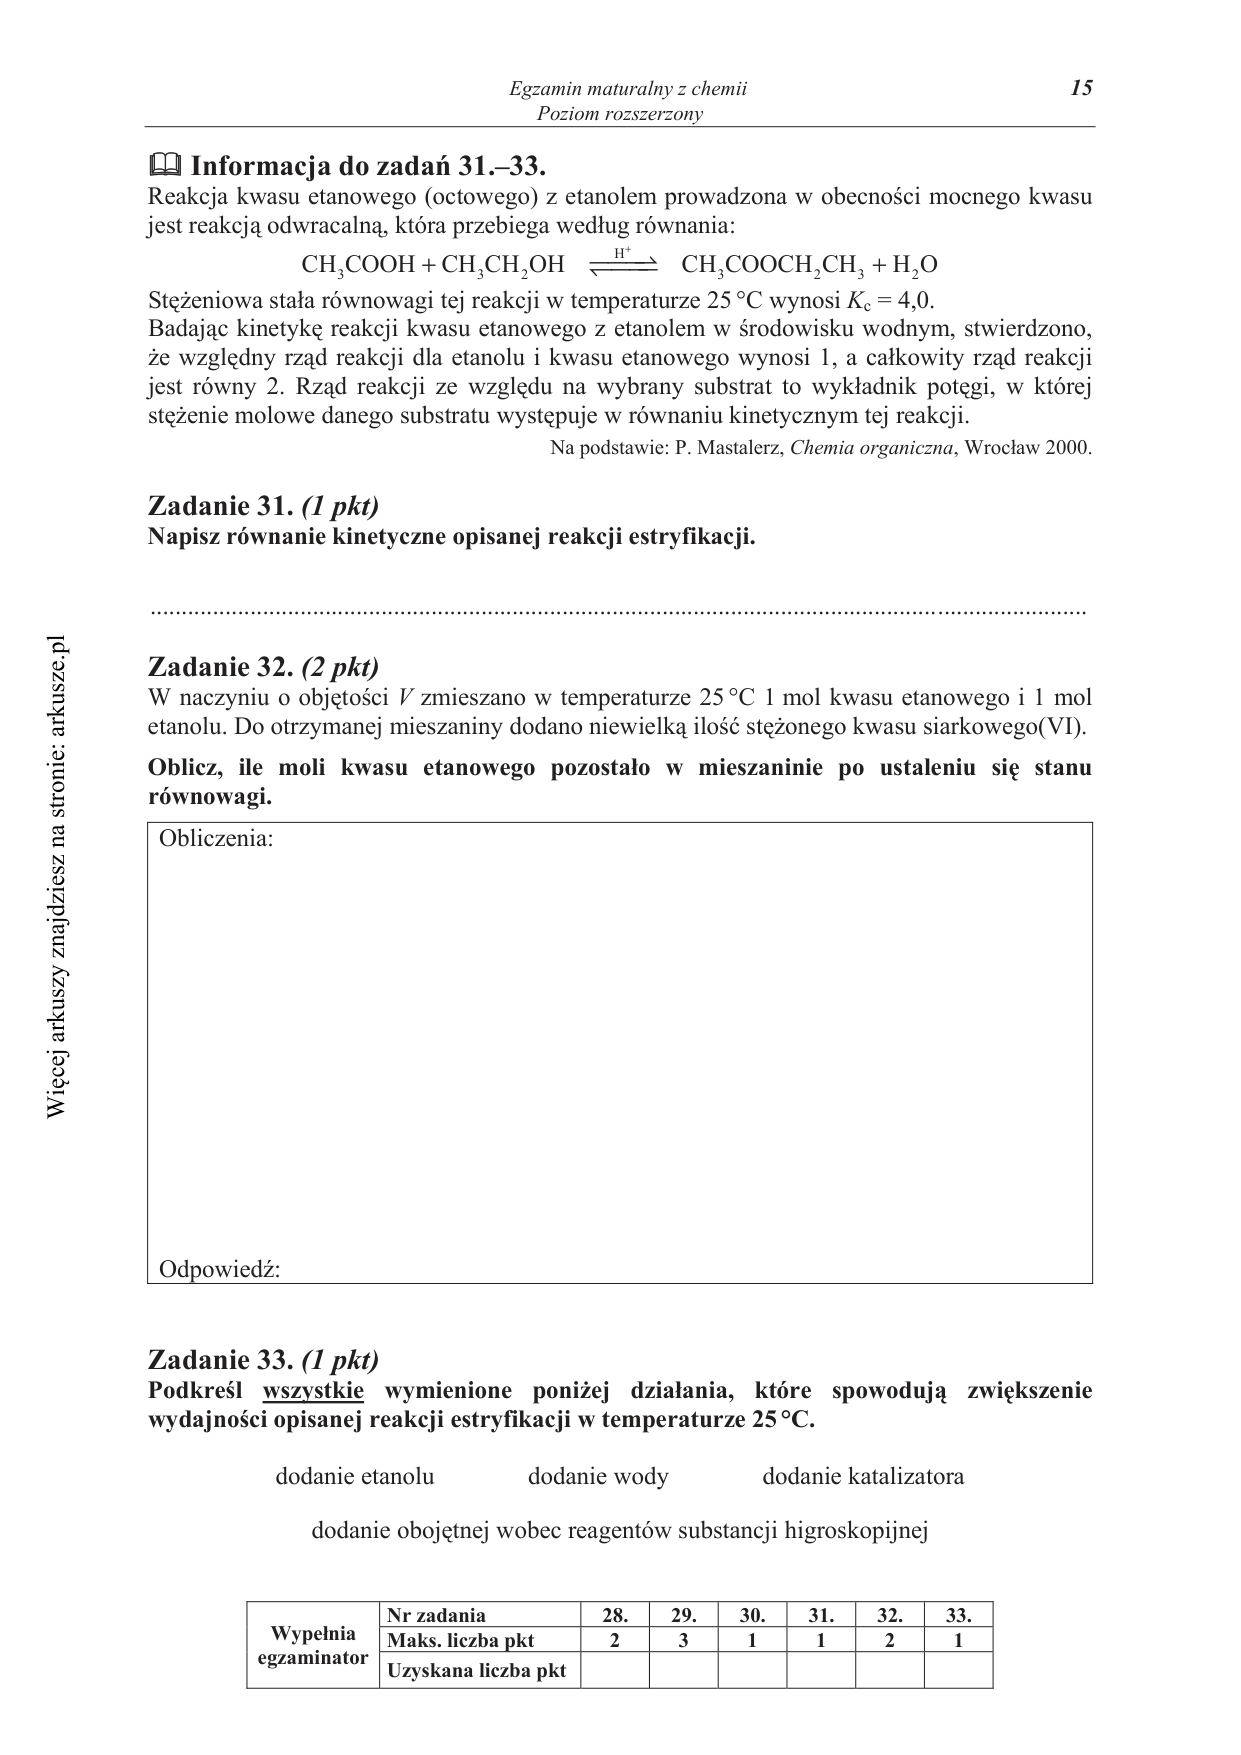 Egzamin maturalny z chemii
Poziom rozszerzony
15
Informacja do zadań 31.–33.
Reakcja kwasu etanowego (octowego) z etanolem prowadzona w obecności mocnego kwasu
jest reakcją odwracalną, która przebiega według równania:
CH₃COOH + CH₃CH₂OH ⇌ CH₃COOCH₂CH₃ + H₂O
H⁺
Stężeniowa stała równowagi tej reakcji w temperaturze 25 °C wynosi Kc = 4,0.
Badając kinetykę reakcji kwasu etanowego z etanolem w środowisku wodnym, stwierdzono,
że względny rząd reakcji dla etanolu i kwasu etanowego wynosi 1, a całkowity rząd reakcji
jest równy 2. Rząd reakcji ze względu na wybrany substrat to wykładnik potęgi, w której
stężenie molowe danego substratu występuje w równaniu kinetycznym tej reakcji.
Na podstawie: P. Mastalerz, Chemia organiczna, Wrocław 2000.
Zadanie 31. (1 pkt)
Napisz równanie kinetyczne opisanej reakcji estryfikacji.
Zadanie 32. (2 pkt)
W naczyniu o objętości V zmieszano w temperaturze 25 °C 1 mol kwasu etanowego i 1 mol
etanolu. Do otrzymanej mieszaniny dodano niewielką ilość stężonego kwasu siarkowego(VI).
Oblicz, ile moli kwasu etanowego pozostało w mieszaninie po ustaleniu się stanu
równowagi.
Obliczenia:
Odpowiedź:
Zadanie 33. (1 pkt)
Podkreśl wszystkie wymienione poniżej działania, które spowodują zwiększenie
wydajności opisanej reakcji estryfikacji w temperaturze 25 °C.
dodanie etanolu dodanie wody dodanie katalizatora
dodanie obojętnej wobec reagentów substancji higroskopijnej
Wypełnia
egzaminator
Nr zadania 28. 29. 30. 31. 32. 33.
Maks. liczba pkt 2 3 1 1 2 1
Uzyskana liczba pkt
Więcej arkuszy znajdziesz na stronie: arkusze.pl